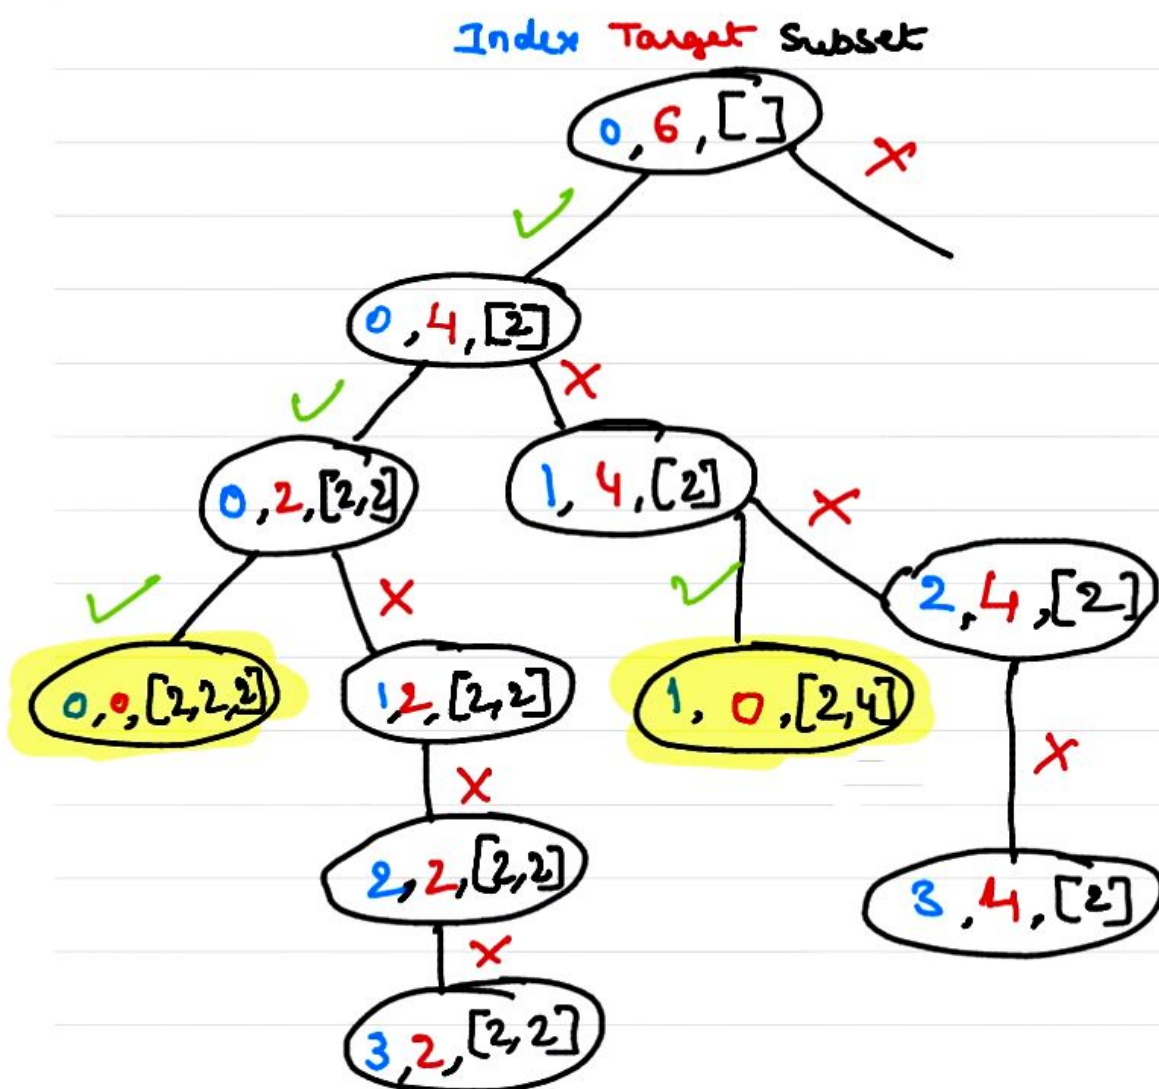 Index Target Subset
0, 6, [ ]
X
✓
0, 4, [2]
X
✓
0, 2, [2,2]
1, 4, [2]
X
✓
X
✓
2, 4, [2]
0, 0, [2,2,2]
1, 2, [2,2]
1, 0, [2,4]
X
X
2, 2, [2,2]
3, 4, [2]
X
3, 2, [2,2]